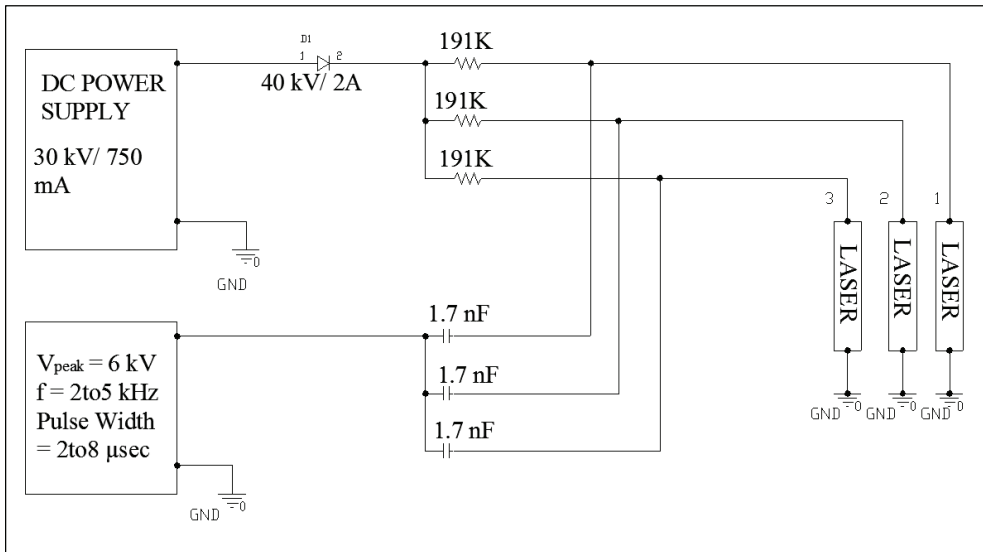 DC POWER
SUPPLY
30 kV/ 750
mA
D1
1 2
40 kV/ 2A
191K
191K
191K
0
GND
3 2 1
LASER
LASER
LASER
0
GND
0
GND
0
GND
Vpeak = 6 kV
f = 2to5 kHz
Pulse Width
= 2to8 μsec
0
GND
1.7 nF
1.7 nF
1.7 nF